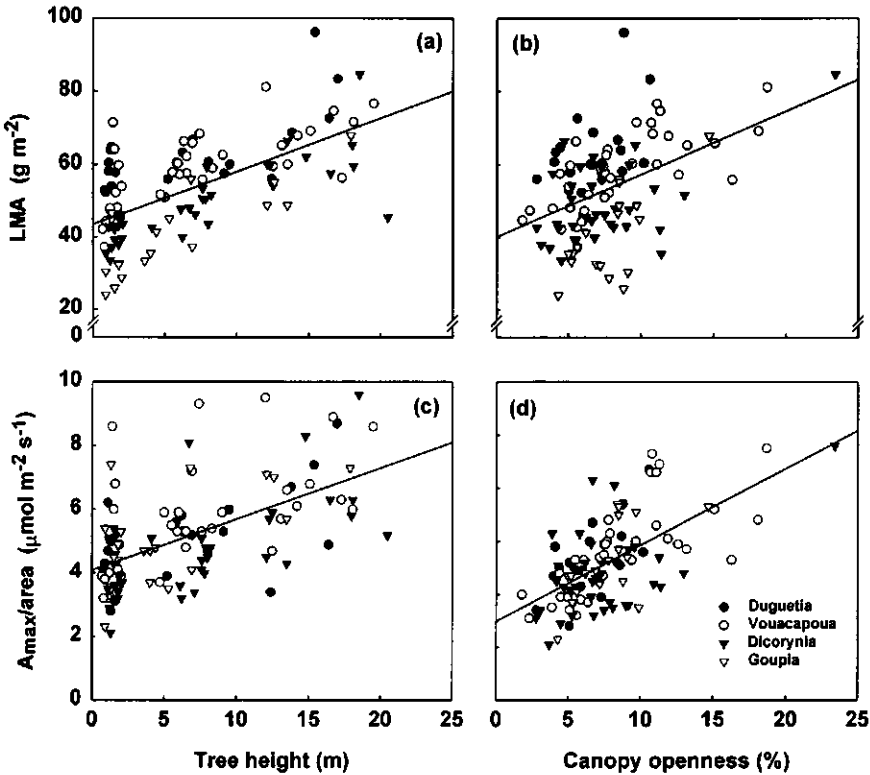 (a)
(b)
100
80
60
40
20
0
LMA (g m⁻²)
(c)
(d)
10
8
6
4
2
0
Amax/area (μmol m⁻² s⁻¹)
Duguetia
Vouacapoua
Dicorynia
Goupia
0 5 10 15 20 25
0 5 10 15 20 25
Tree height (m)
Canopy openness (%)